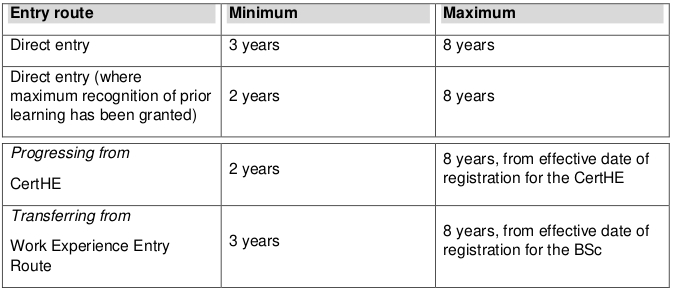 Entry route Minimum Maximum
Direct entry 3 years 8 years
Direct entry (where
maximum recognition of prior
learning has been granted)
2 years 8 years
Progressing from
CertHE
2 years
8 years, from effective date of
registration for the CertHE
Transferring from
Work Experience Entry
Route
3 years
8 years, from effective date of
registration for the BSc